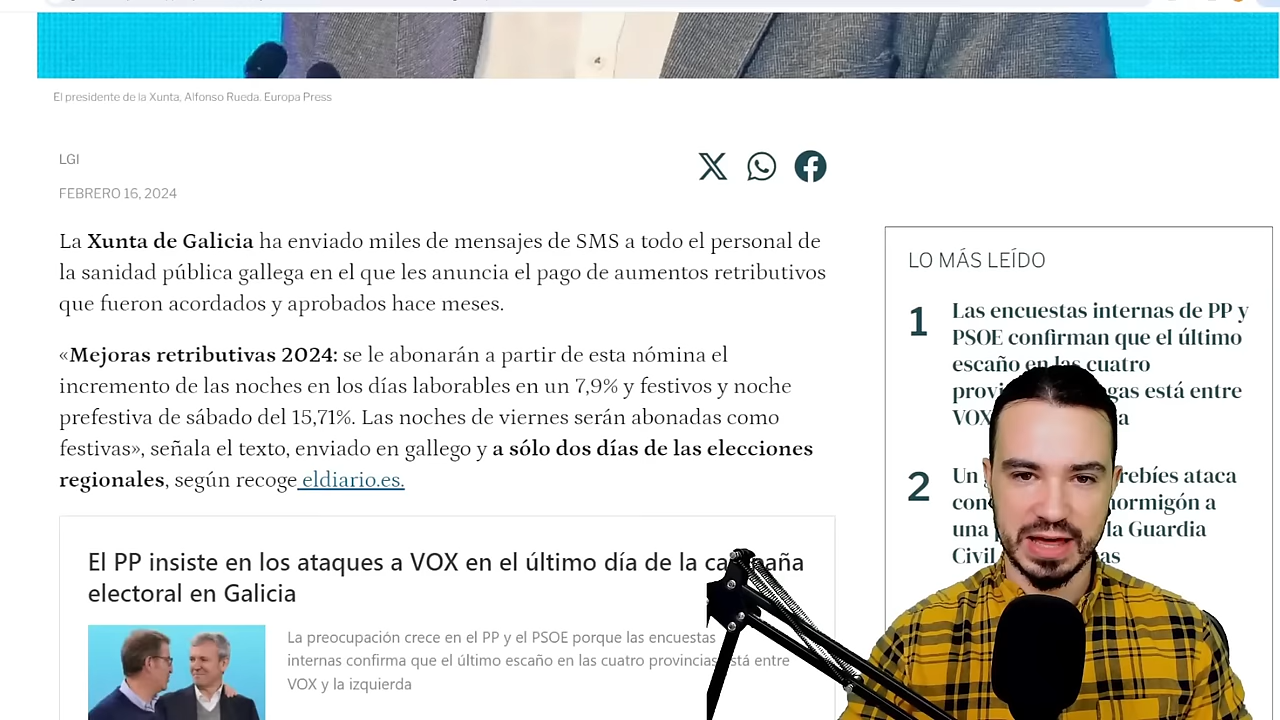 El presidente de la Xunta, Alfonso Rueda. Europa Press
LGI
FEBRERO 16, 2024
La Xunta de Galicia ha enviado miles de mensajes de SMS a todo el personal de
la sanidad pública gallega en el que les anuncia el pago de aumentos retributivos
que fueron acordados y aprobados hace meses.
«Mejoras retributivas 2024: se le abonarán a partir de esta nómina el
incremento de las noches en los días laborables en un 7,9% y festivos y noche
prefestiva de sábado del 15,71%. Las noches de viernes serán abonadas como
festivas», señala el texto, enviado en gallego y a sólo dos días de las elecciones
regionales, según recoge eldiario.es.
El PP insiste en los ataques a VOX en el último día de la campaña
electoral en Galicia
La preocupación crece en el PP y el PSOE porque las encuestas
internas confirma que el último escaño en las cuatro provincias está entre
VOX y la izquierda
LO MÁS LEÍDO
1
Las encuestas internas de PP y
PSOE confirman que el último
escaño en las cuatro
está entre
VOX
2
Un ataca
hormigón a
una la Guardia
Civil